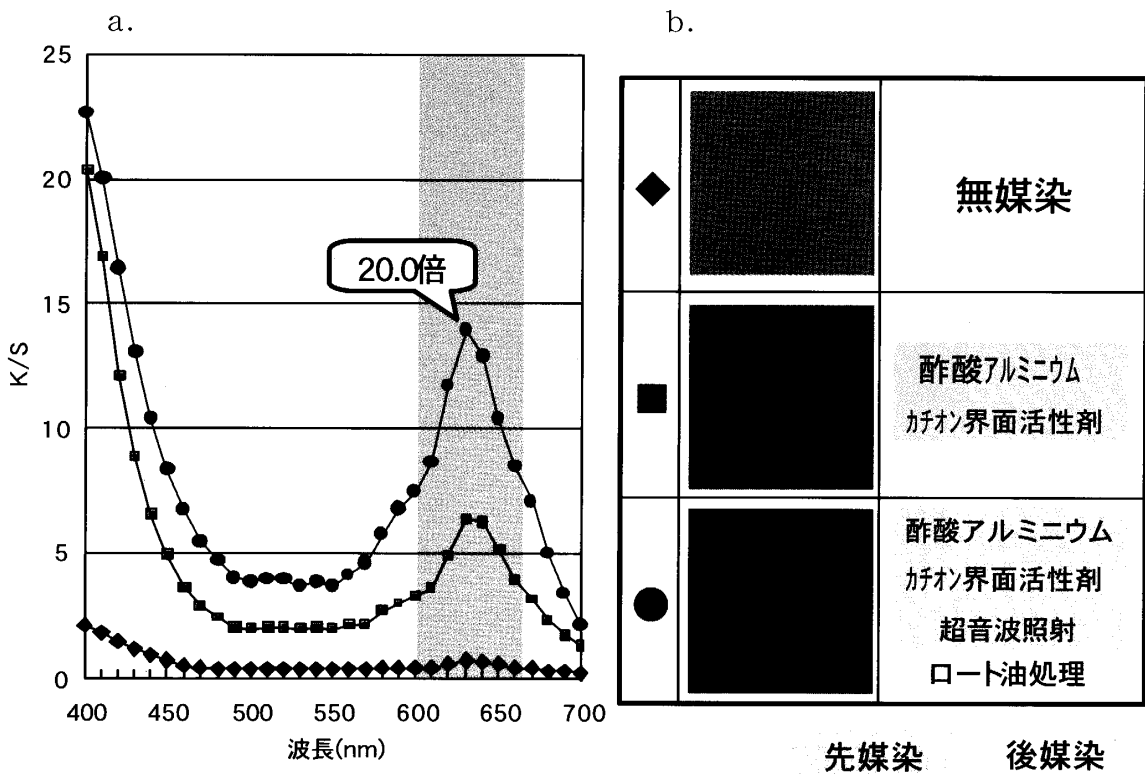 a.
25
20
15
10
5
0
K/S
20.0倍
400
450
500
550
600
650
700
波長(nm)
b.
無媒染
酢酸アルミニウム
カチオン界面活性剤
酢酸アルミニウム
カチオン界面活性剤
超音波照射
ロート油処理
先媒染 後媒染